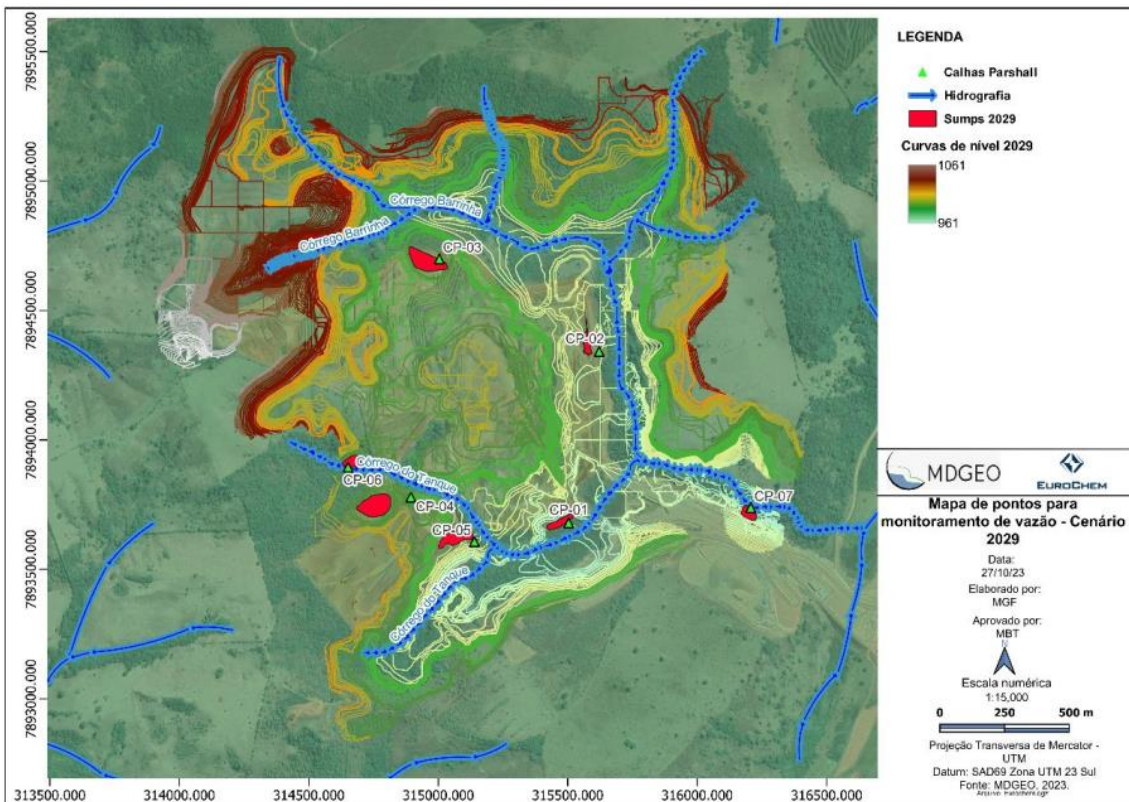 7895500.000
7895000.000
7894500.000
7894000.000
7893500.000
7893000.000
313500.000
314000.000
314500.000
315000.000
315500.000
316000.000
316500.000
Córrego Barrinha
Córrego Barrinha
CP-03
CP-02
Córrego do Tanque
CP-06
CP-04
CP-05
CP-01
CP-07
Córrego do Tanque
LEGENDA
Calhas Parshall
Hidrografia
Sumps 2029
Curvas de nível 2029
1061
961
MDGEO
EUROCHEM
Mapa de pontos para
monitoramento de vazão - Cenário
2029
Data:
27/10/23
Elaborado por:
MGF
Aprovado por:
MBT
N
Escala numérica
1:15,000
0 250 500 m
Projeção Transversa de Mercator -
UTM
Datum: SAD69 Zona UTM 23 Sul
Fonte: MDGEO, 2023.